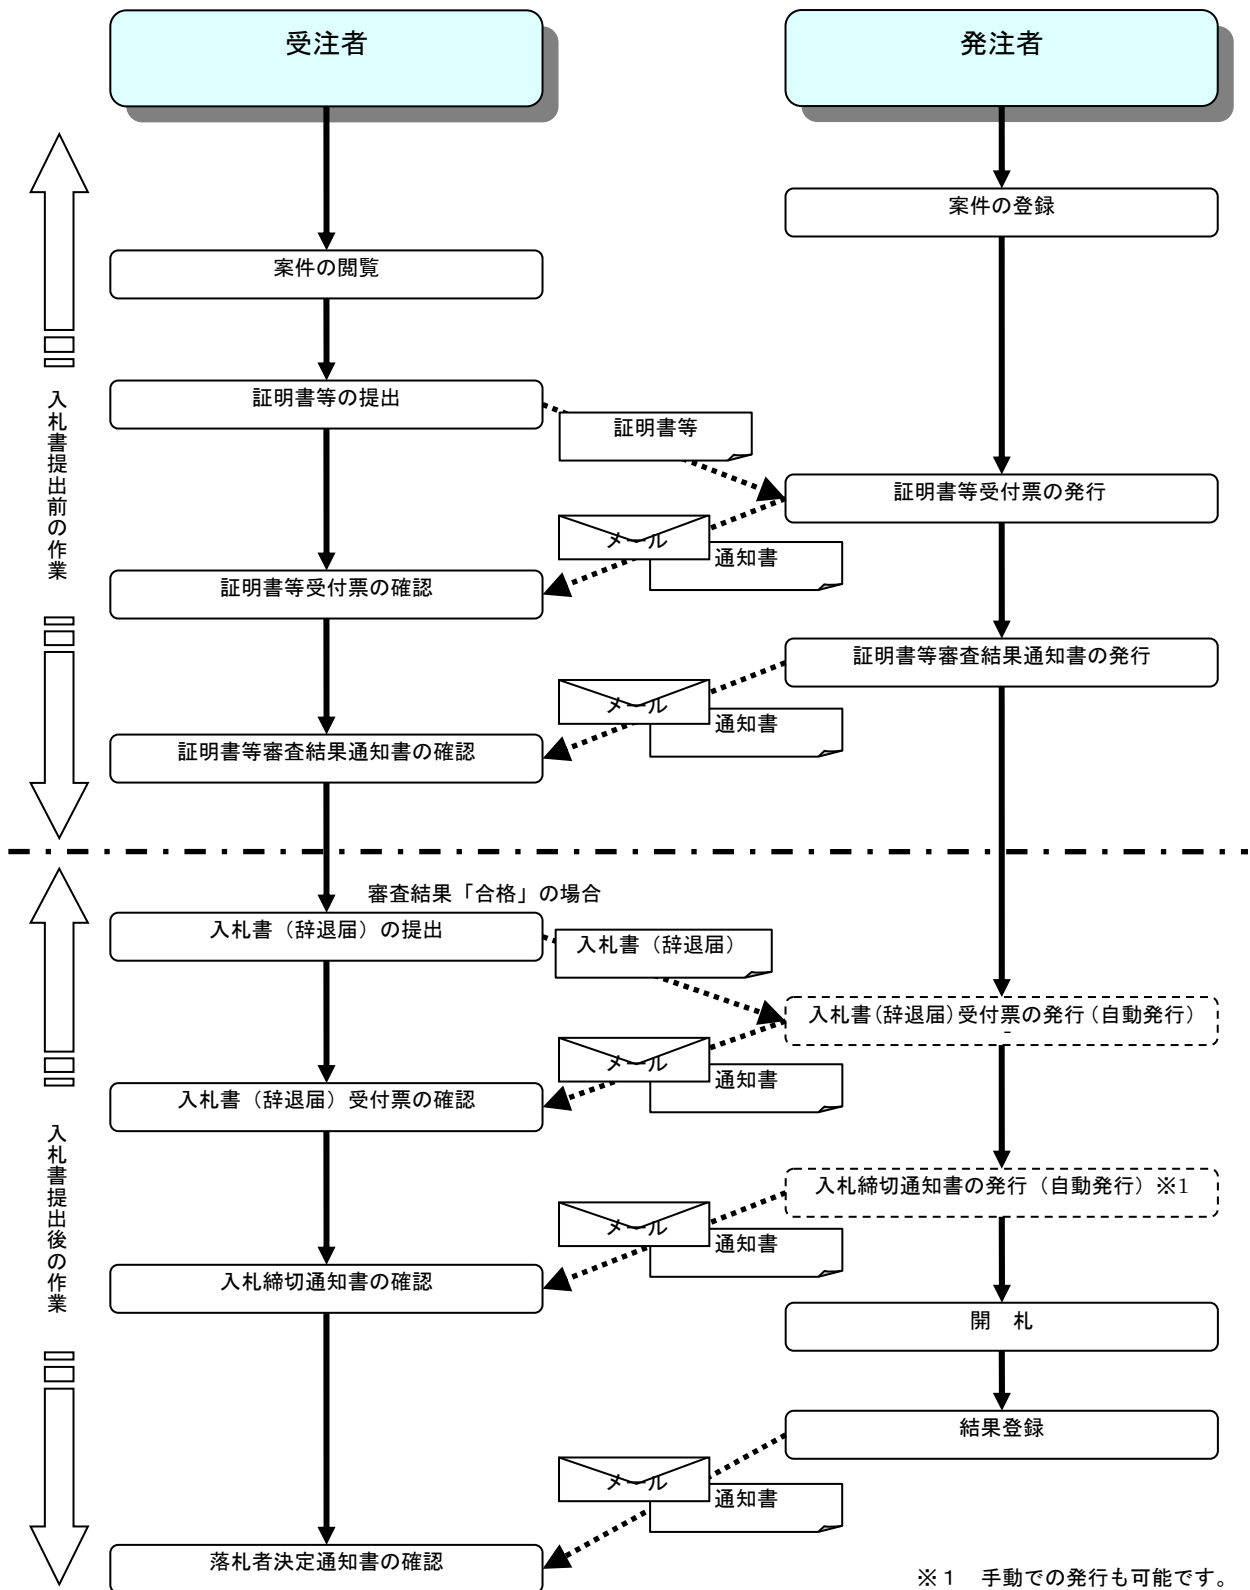 受注者
発注者
案件の登録
案件の閲覧
証明書等の提出
証明書等
証明書等受付票の発行
メール
通知書
証明書等受付票の確認
証明書等審査結果通知書の発行
メール
通知書
証明書等審査結果通知書の確認
入札書提出前の作業
審査結果「合格」の場合
入札書（辞退届）の提出
入札書（辞退届）
入札書（辞退届）受付票の発行（自動発行）
メール
通知書
入札書（辞退届）受付票の確認
入札締切通知書の発行（自動発行）※1
メール
通知書
入札締切通知書の確認
開　札
結果登録
メール
通知書
落札者決定通知書の確認
入札書提出後の作業
※１　手動での発行も可能です。